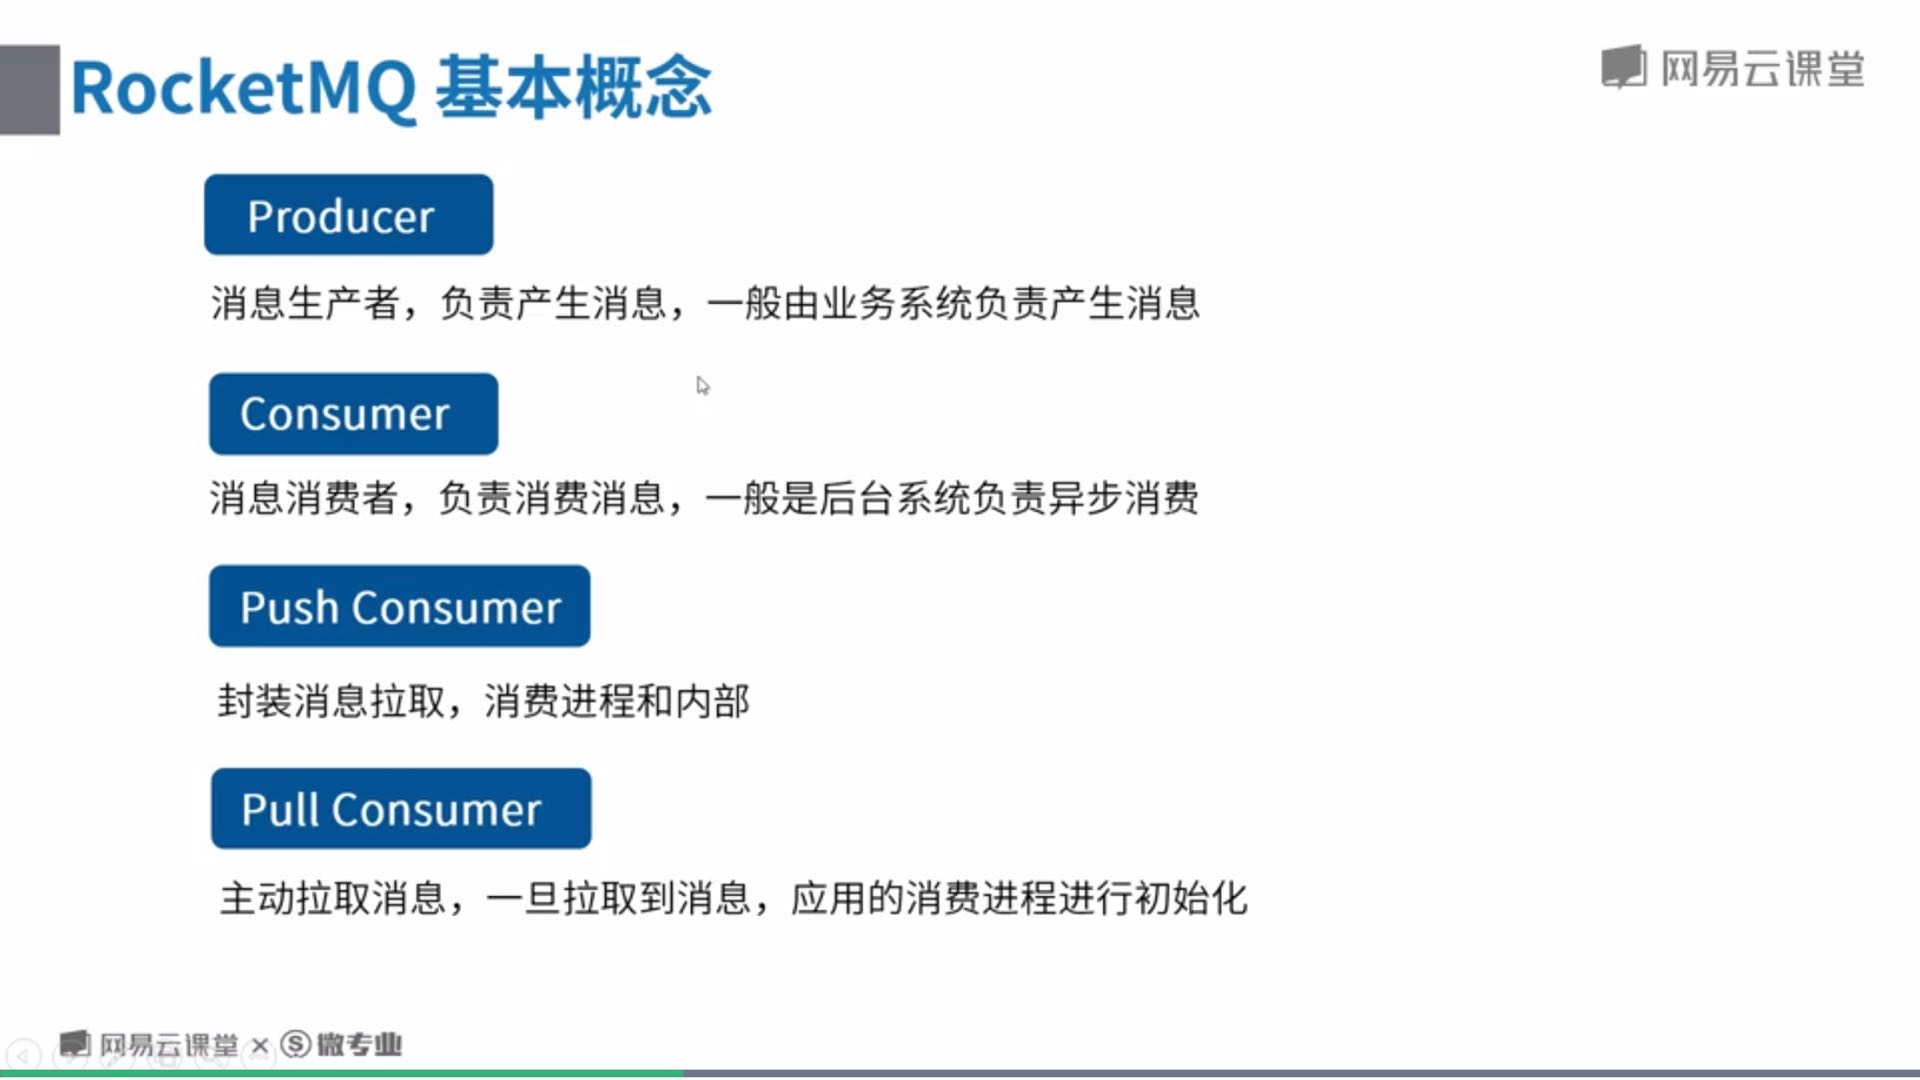 RocketMQ 基本概念
网易云课堂
Producer
消息生产者，负责产生消息，一般由业务系统负责产生消息
Consumer
消息消费者，负责消费消息，一般是后台系统负责异步消费
Push Consumer
封装消息拉取，消费进程和内部
Pull Consumer
主动拉取消息，一旦拉取到消息，应用的消费进程进行初始化
网易云课堂 × Ⓢ 微专业